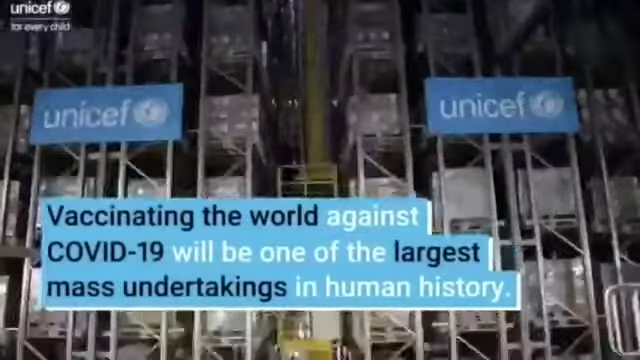 unicef
for every child
unicef
unicef
Vaccinating the world against
COVID-19 will be one of the largest
mass undertakings in human history.